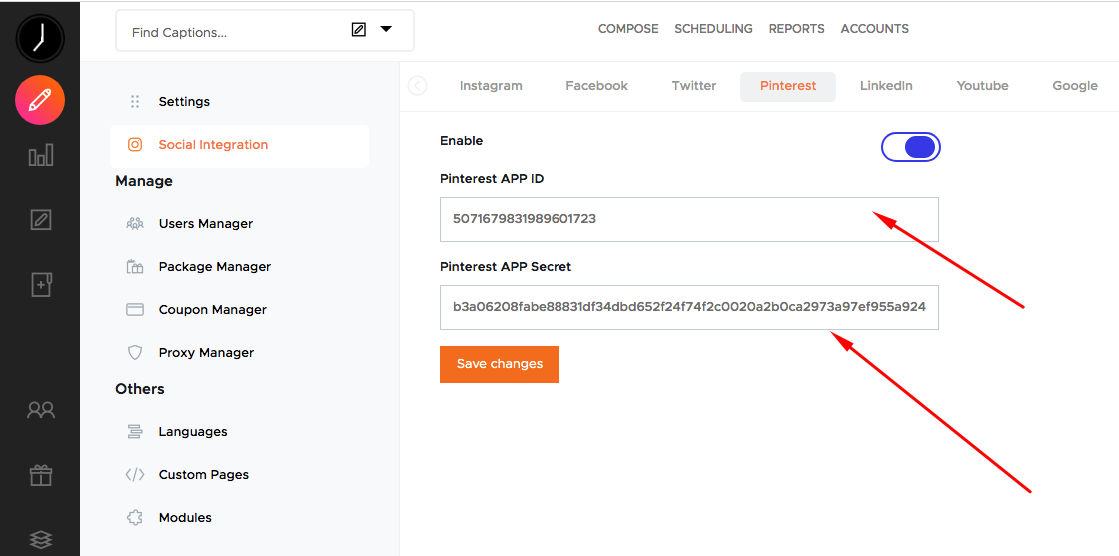 Find Captions...
COMPOSE SCHEDULING REPORTS ACCOUNTS
Settings
Social Integration
Manage
Users Manager
Package Manager
Coupon Manager
Proxy Manager
Others
Languages
Custom Pages
Modules
Instagram Facebook Twitter Pinterest LinkedIn Youtube Google
Enable
Pinterest APP ID
5071679831989601723
Pinterest APP Secret
b3a06208fabe88831df34dbd652f24f74f2c0020a2b0ca2973a97ef955a924
Save changes